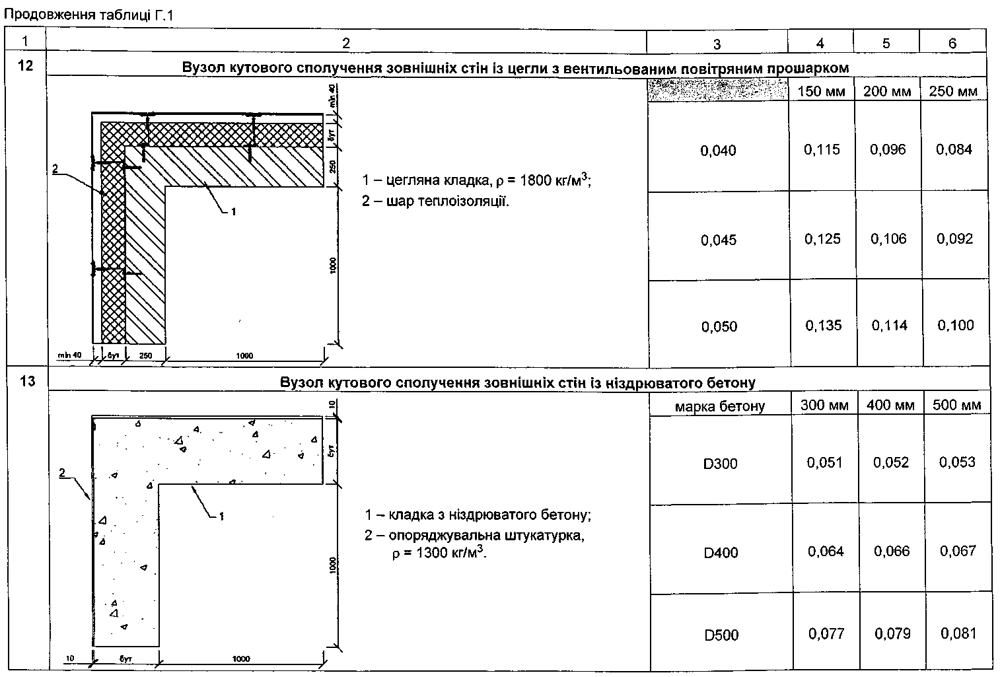 Продовження таблиці Г.1
1 2 3 4 5 6
12 Вузол кутового сполучення зовнішніх стін із цегли з вентильованим повітряним прошарком
150 мм 200 мм 250 мм
0,040 0,115 0,096 0,084
0,045 0,125 0,106 0,092
0,050 0,135 0,114 0,100
min 40
δут
250
1000
2
1
min 40 δут 250 1000
1 – цегляна кладка, ρ = 1800 кг/м³;
2 – шар теплоізоляції.
13 Вузол кутового сполучення зовнішніх стін із ніздрюватого бетону
марка бетону 300 мм 400 мм 500 мм
D300 0,051 0,052 0,053
D400 0,064 0,066 0,067
D500 0,077 0,079 0,081
10
δут
1000
2
1
10 δут 1000
1 – кладка з ніздрюватого бетону;
2 – опоряджувальна штукатурка,
ρ = 1300 кг/м³.